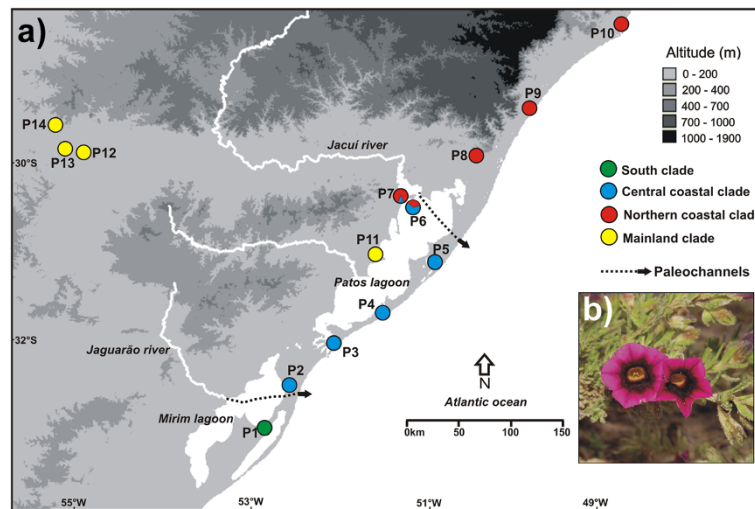 a)
P10
Altitude (m)
0 - 200
200 - 400
400 - 700
700 - 1000
1000 - 1900
P9
P14
P13
P12
Jacuí river
P8
30°S
South clade
Central coastal clade
Northern coastal clade
Mainland clade
P7
P6
P11
P5
Paleochannels
Patos lagoon
P4
b)
32°S
Jaguarão river
P3
P2
N
Mirim lagoon
Atlantic ocean
P1
0km 50 100 150
55°W 53°W 51°W 49°W